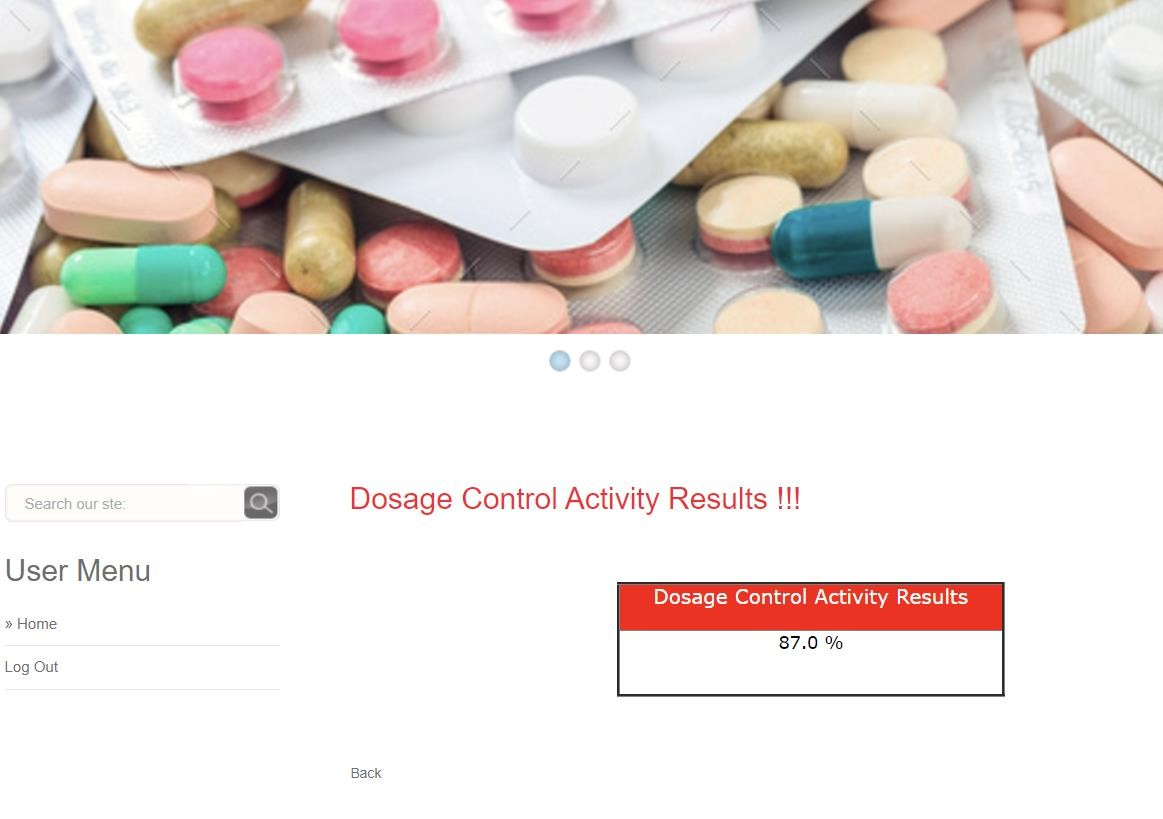 Search our ste:
Dosage Control Activity Results !!!
User Menu
» Home
Log Out
Dosage Control Activity Results
87.0 %
Back